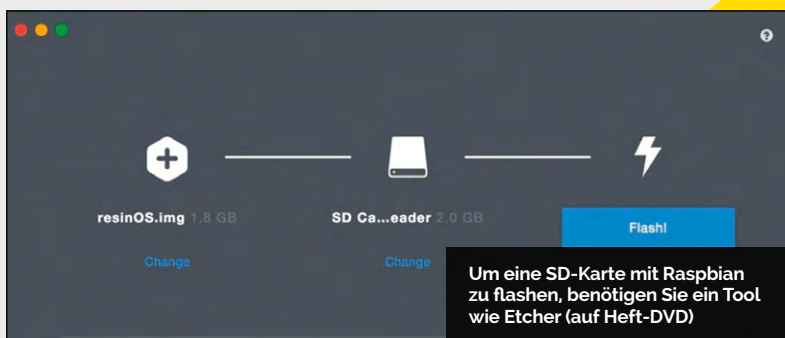 resinOS.img 1.8 GB
SD Ca...eader 2.0 GB
Flash!
Change
Change
Um eine SD-Karte mit Raspbian
zu flashen, benötigen Sie ein Tool
wie Etcher (auf Heft-DVD)